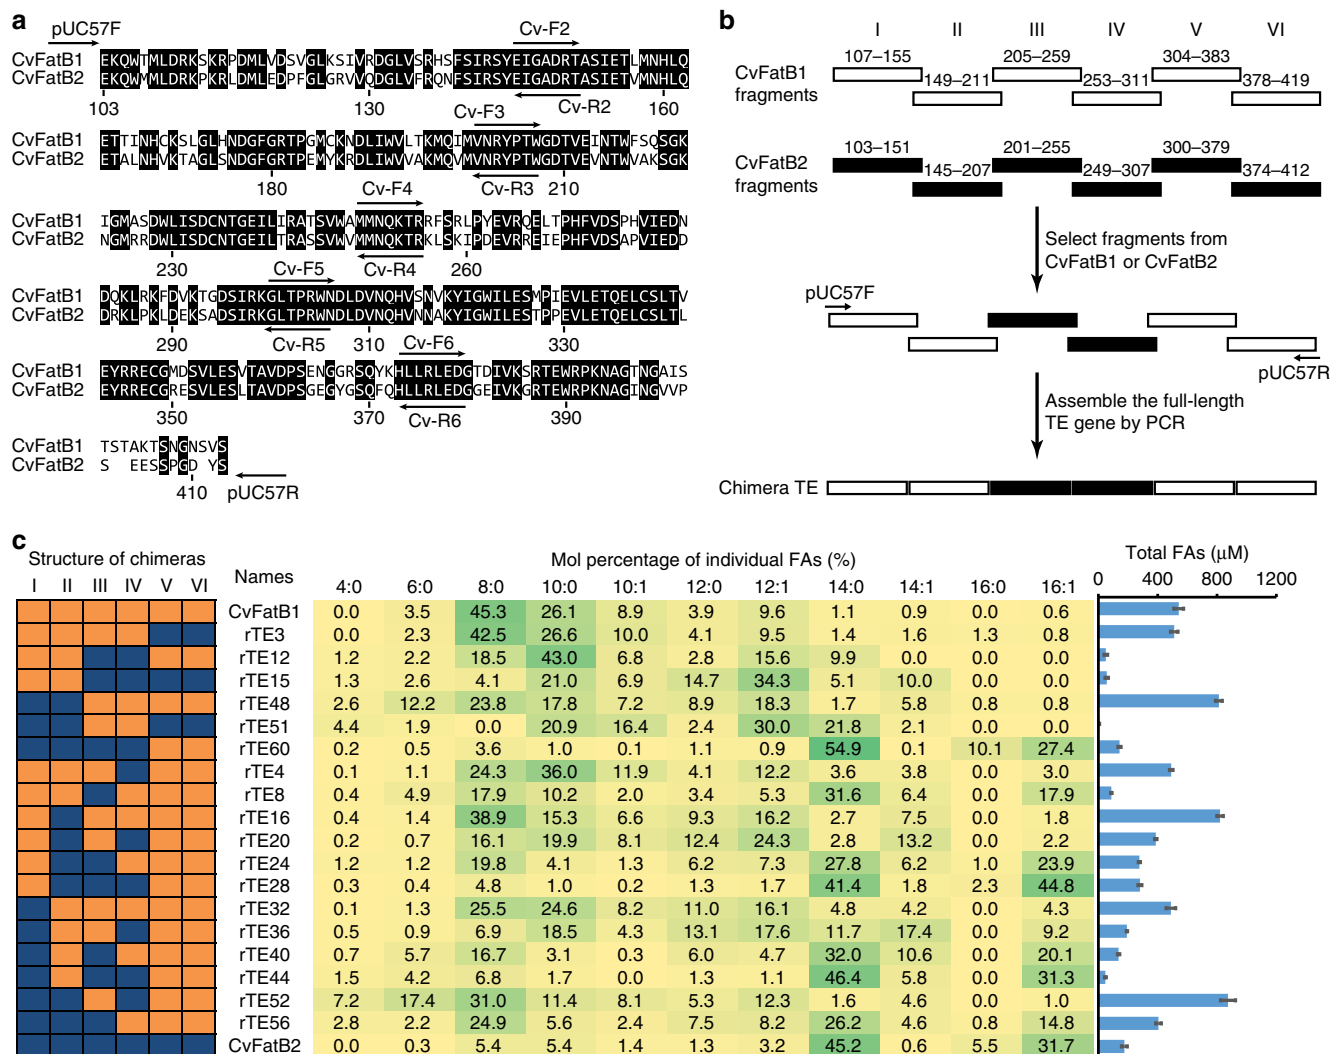 a
pUC57F
Cv-F2
CvFatB1 EKQWTMLDRKSKRPDMLVDSVGLKSIVRDGLVSRHSFSIRSYEIGADRTASIETLMNHLQ
CvFatB2 EKQWMMLDRKPKRLDMLEDPFGLGRVVQDGLVFRQNFSIRSYEIGADRTASIETLMNHLQ
103 130 160
Cv-F3 Cv-R2
CvFatB1 ETTINHCKSLGLHNDGFGRTPGMCKNDLIWVLTKMQIMVNRYPTWGDTVEINTWFSQSGK
CvFatB2 ETALNHVKTAGLSNDGFGRTPEMYKRDLIWVVAKMQVMVNRYPTWGDTVEVNTWVAKSGK
180 Cv-R3 210
Cv-F4
CvFatB1 IGMASDWLISDCNTGEILIRATSVWAMMNQKTRRFSRLPYEVRQELTPHFVDSPHVIEDN
CvFatB2 NGMRRDWLISDCNTGEILTRASSVWVMMNQKTRKLSKIPDEVRREIEPHFVDSAPVIEDD
230 Cv-R4 260
Cv-F5
CvFatB1 DQKLRKFDVKTGDSIRKGLTPRWNDLDVNQHVSNVKYIGWILESMPIEVLETQELCSLTV
CvFatB2 DRKLPKLDEKSADSIRKGLTPRWNDLDVNQHVNNAKYIGWILESTPPEVLETQELCSLTL
290 Cv-R5 310 330
Cv-F6
CvFatB1 EYRRECGMDSVLESVTAVDPSENGGRSQYKHLLRLEDGTDIVKSRTEWRPKNAGTNGAIS
CvFatB2 EYRRECGRESVLESLTAVDPSGEGYGSQFQHLLRLEDGGEIVKGRTEWRPKNAGINGVVP
350 370 Cv-R6 390
CvFatB1 TSTAKTSNGNSVS
CvFatB2 S EESSPGD YS
410 pUC57R
b
I II III IV V VI
CvFatB1 fragments
107–155 149–211 205–259 253–311 304–383 378–419
CvFatB2 fragments
103–151 145–207 201–255 249–307 300–379 374–412
Select fragments from
CvFatB1 or CvFatB2
pUC57F
pUC57R
Assemble the full-length
TE gene by PCR
Chimera TE
c
Structure of chimeras Names Mol percentage of individual FAs (%) Total FAs (μM)
I II III IV V VI 4:0 6:0 8:0 10:0 10:1 12:0 12:1 14:0 14:1 16:0 16:1 0 400 800 1200
CvFatB1 0.0 3.5 45.3 26.1 8.9 3.9 9.6 1.1 0.9 0.0 0.6
rTE3 0.0 2.3 42.5 26.6 10.0 4.1 9.5 1.4 1.6 1.3 0.8
rTE12 1.2 2.2 18.5 43.0 6.8 2.8 15.6 9.9 0.0 0.0 0.0
rTE15 1.3 2.6 4.1 21.0 6.9 14.7 34.3 5.1 10.0 0.0 0.0
rTE48 2.6 12.2 23.8 17.8 7.2 8.9 18.3 1.7 5.8 0.8 0.8
rTE51 4.4 1.9 0.0 20.9 16.4 2.4 30.0 21.8 2.1 0.0 0.0
rTE60 0.2 0.5 3.6 1.0 0.1 1.1 0.9 54.9 0.1 10.1 27.4
rTE4 0.1 1.1 24.3 36.0 11.9 4.1 12.2 3.6 3.8 0.0 3.0
rTE8 0.4 4.9 17.9 10.2 2.0 3.4 5.3 31.6 6.4 0.0 17.9
rTE16 0.4 1.4 38.9 15.3 6.6 9.3 16.2 2.7 7.5 0.0 1.8
rTE20 0.2 0.7 16.1 19.9 8.1 12.4 24.3 2.8 13.2 0.0 2.2
rTE24 1.2 1.2 19.8 4.1 1.3 6.2 7.3 27.8 6.2 1.0 23.9
rTE28 0.3 0.4 4.8 1.0 0.2 1.3 1.7 41.4 1.8 2.3 44.8
rTE32 0.1 1.3 25.5 24.6 8.2 11.0 16.1 4.8 4.2 0.0 4.3
rTE36 0.5 0.9 6.9 18.5 4.3 13.1 17.6 11.7 17.4 0.0 9.2
rTE40 0.7 5.7 16.7 3.1 0.3 6.0 4.7 32.0 10.6 0.0 20.1
rTE44 1.5 4.2 6.8 1.7 0.0 1.3 1.1 46.4 5.8 0.0 31.3
rTE52 7.2 17.4 31.0 11.4 8.1 5.3 12.3 1.6 4.6 0.0 1.0
rTE56 2.8 2.2 24.9 5.6 2.4 7.5 8.2 26.2 4.6 0.8 14.8
CvFatB2 0.0 0.3 5.4 5.4 1.4 1.3 3.2 45.2 0.6 5.5 31.7